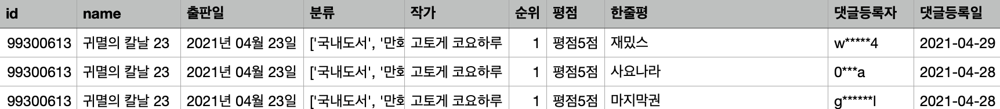 id name 출판일 분류 작가 순위 평점 한줄평 댓글등록자 댓글등록일
99300613 귀멸의 칼날 23 2021년 04월 23일 ['국내도서', '만화 고토게 코요하루 1 평점5점 재밌스 w*****4 2021-04-29
99300613 귀멸의 칼날 23 2021년 04월 23일 ['국내도서', '만화 고토게 코요하루 1 평점5점 사요나라 0***a 2021-04-28
99300613 귀멸의 칼날 23 2021년 04월 23일 ['국내도서', '만화 고토게 코요하루 1 평점5점 마지막권 g******l 2021-04-28